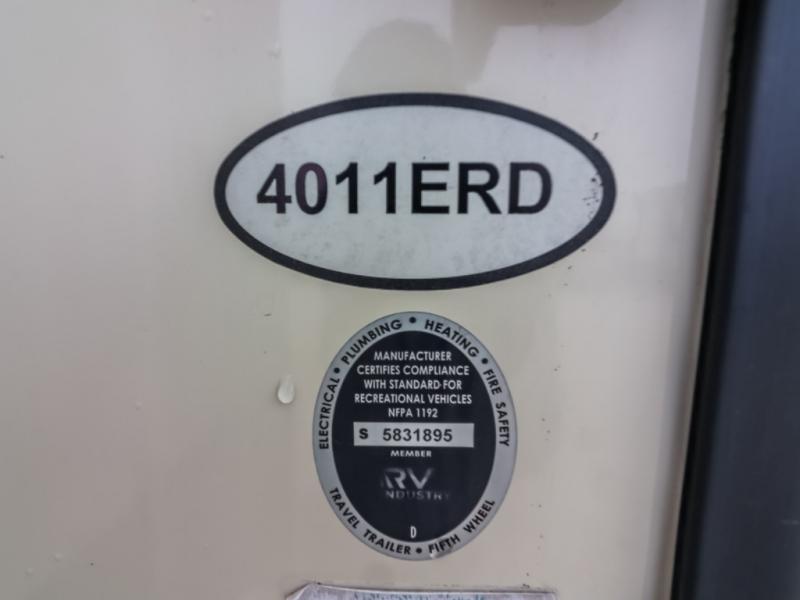 4011ERD
ELECTRICAL • PLUMBING • HEATING • FIRE SAFETY
MANUFACTURER
CERTIFIES COMPLIANCE
WITH STANDARD FOR
RECREATIONAL VEHICLES
NFPA 1192
S 5831895
MEMBER
RV
INDUSTRY
D
TRAVEL TRAILER • FIFTH WHEEL